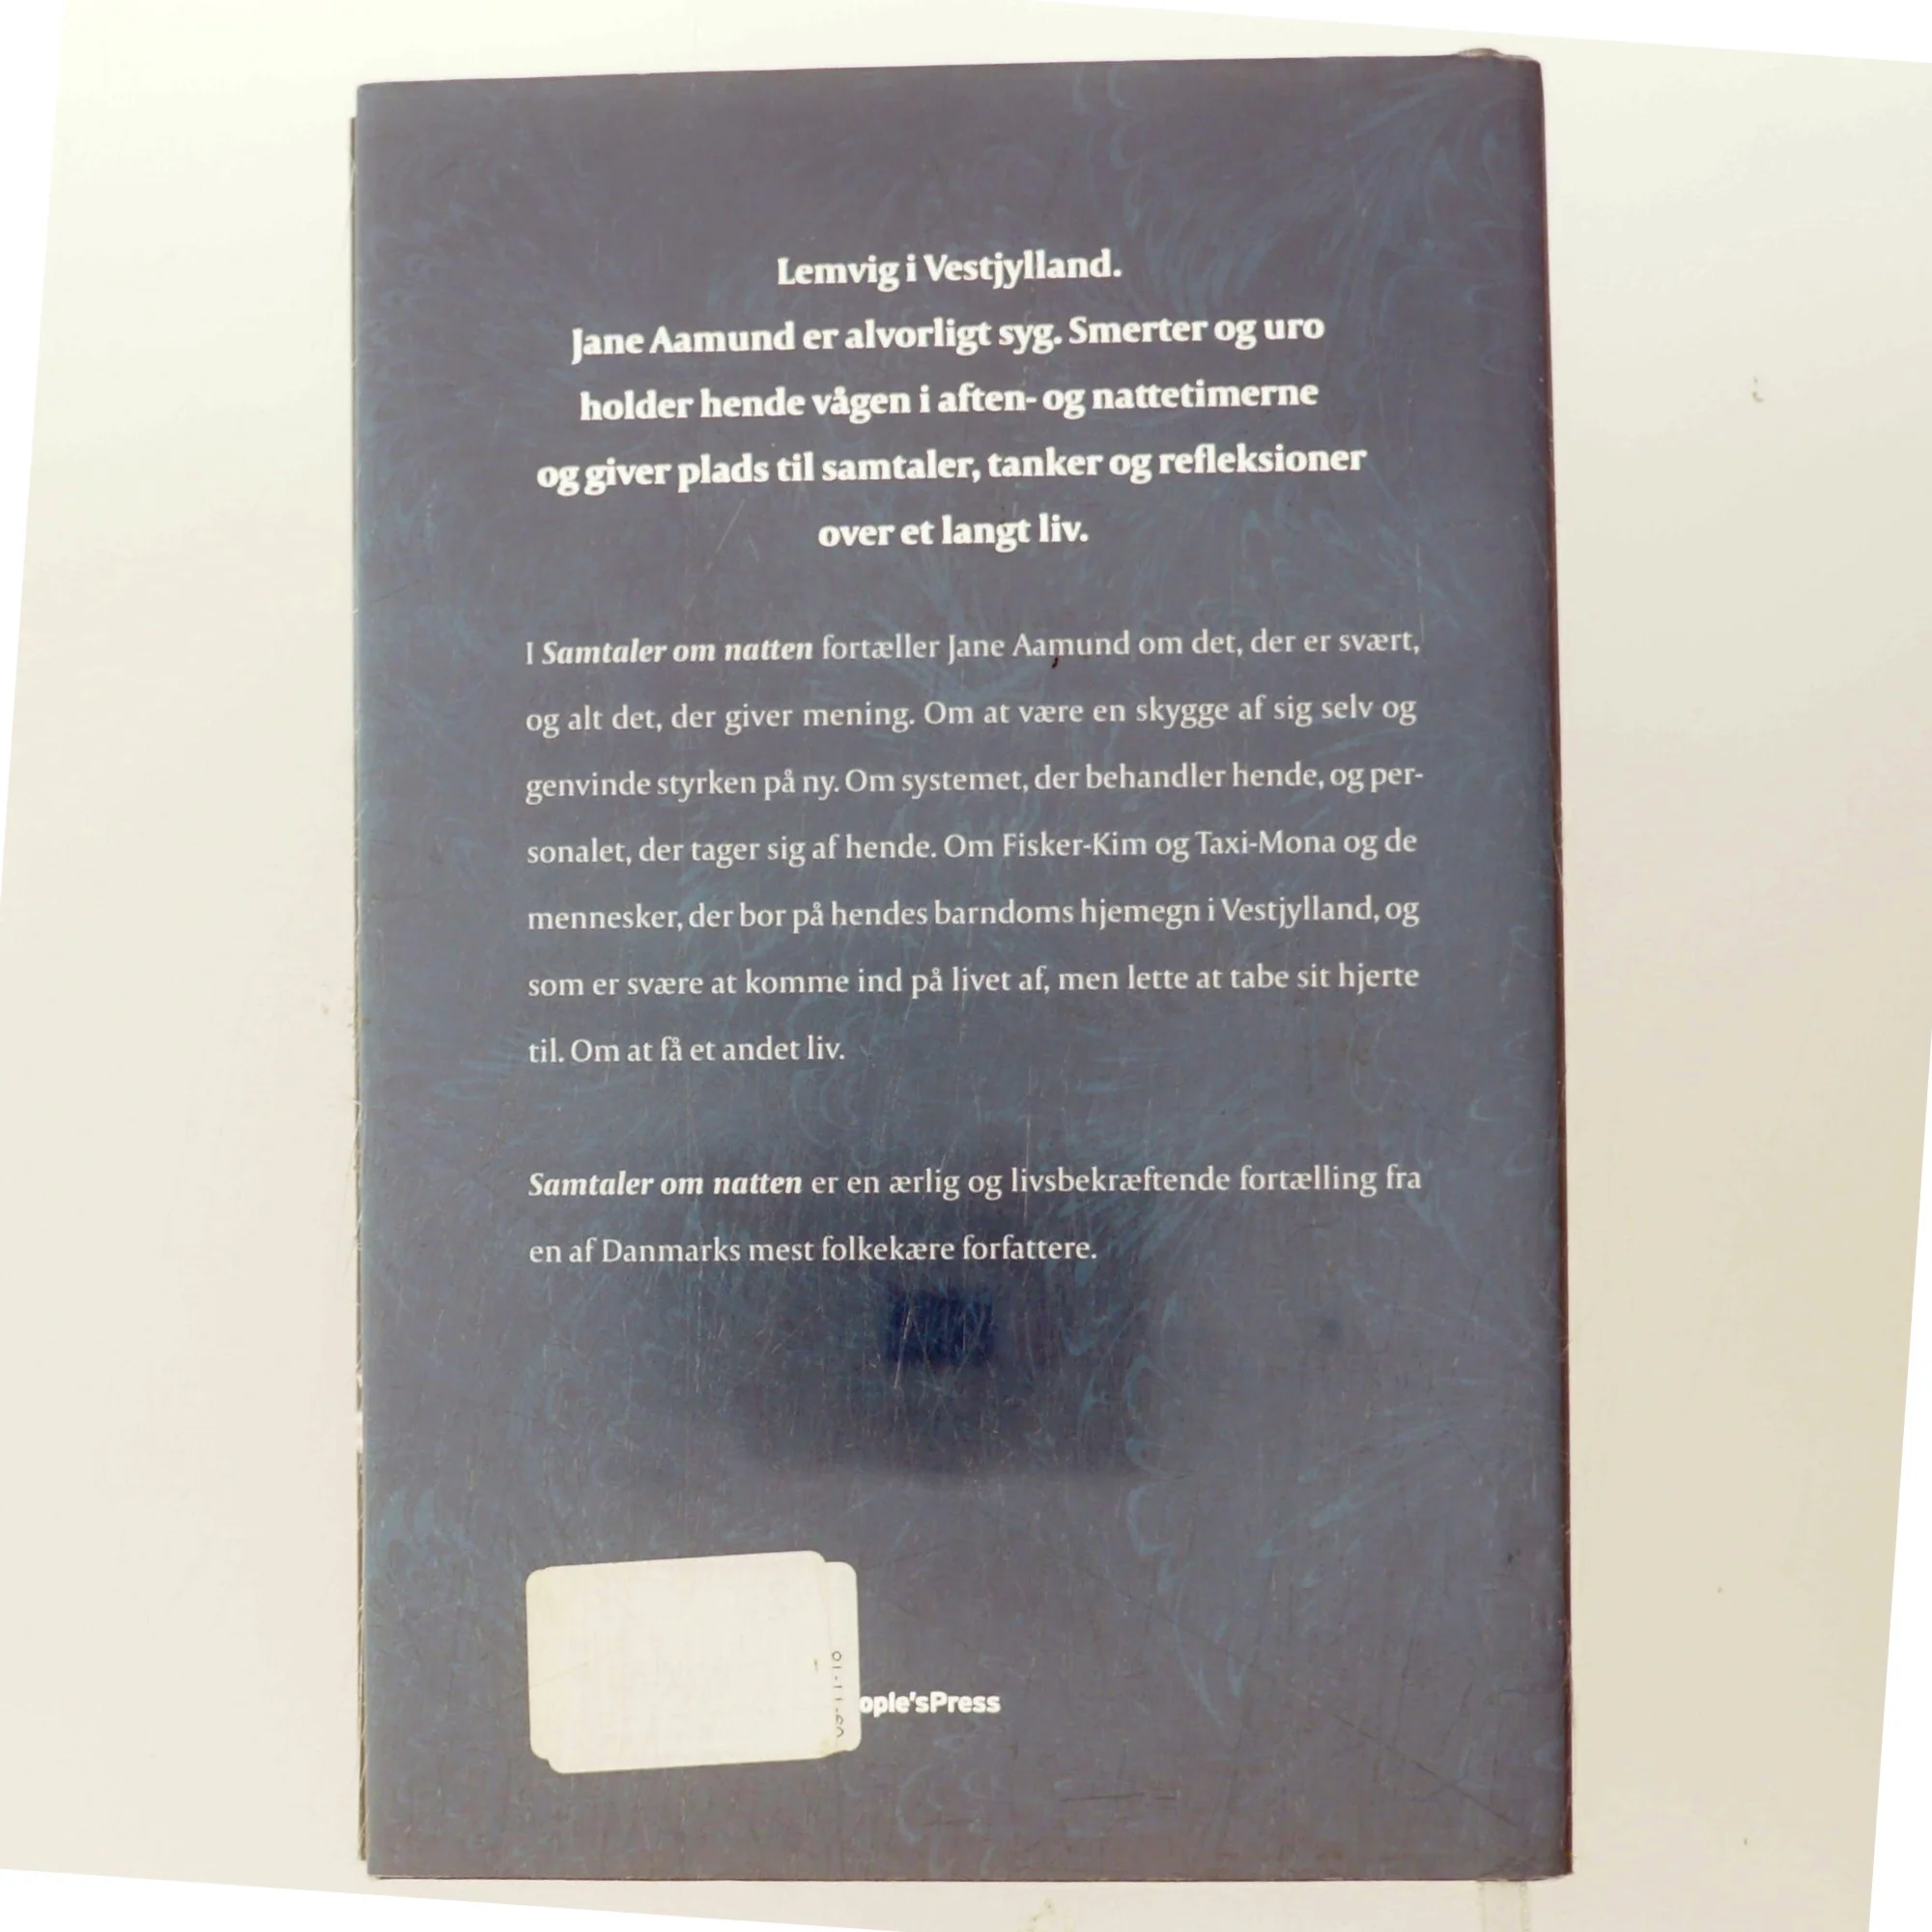 Lemvig i Vestjylland.
Jane Aamund er alvorligt syg. Smerter og uro
holder hende vågen i aften- og nattetimerne
og giver plads til samtaler, tanker og refleksioner
over et langt liv.
I Samtaler om natten fortæller Jane Aamund om det, der er svært,
og alt det, der giver mening. Om at være en skygge af sig selv og
genvinde styrken på ny. Om systemet, der behandler hende, og per-
sonalet, der tager sig af hende. Om Fisker-Kim og Taxi-Mona og de
mennesker, der bor på hendes barndoms hjemegn i Vestjylland, og
som er svære at komme ind på livet af, men lette at tabe sit hjerte
til. Om at få et andet liv.
Samtaler om natten er en ærlig og livsbekræftende fortælling fra
en af Danmarks mest folkekære forfattere.
ople'sPress